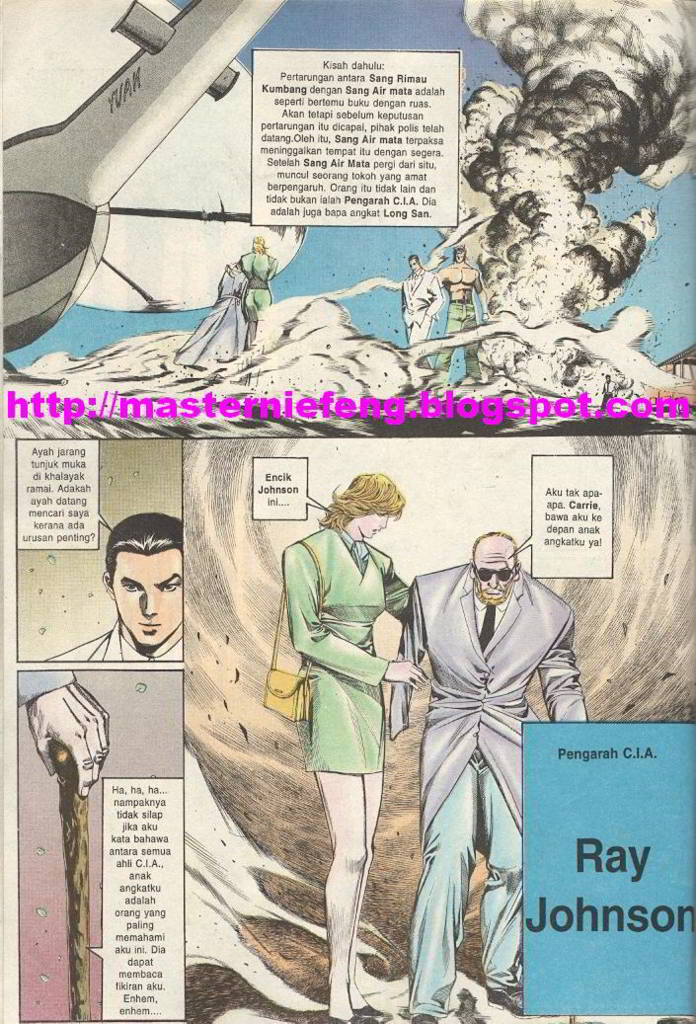 YUAM
Kisah dahulu:
Pertarungan antara Sang Rimau
Kumbang dengan Sang Air mata adalah
seperti bertemu buku dengan ruas.
Akan tetapi sebelum keputusan
pertarungan itu dicapai, pihak polis telah
datang.Oleh itu, Sang Air mata terpaksa
meninggalkan tempat itu dengan segera.
Setelah Sang Air Mata pergi dari situ,
muncul seorang tokoh yang amat
berpengaruh. Orang itu tidak lain dan
tidak bukan ialah Pengarah C.I.A. Dia
adalah juga bapa angkat Long San.
http://masterniefeng.blogspot.com
Ayah jarang
tunjuk muka
di khalayak
ramai. Adakah
ayah datang
mencari saya
kerana ada
urusan penting?
Encik
Johnson
ini....
Aku tak apa-
apa. Carrie,
bawa aku ke
depan anak
angkatku ya!
Ha, ha, ha...
nampaknya
tidak silap
jika aku
kata bahawa
antara semua
ahli C.I.A.,
anak
angkatku
adalah
orang yang
paling
memahami
aku ini. Dia
dapat
membaca
fikiran aku.
Enhem,
enhem....
Pengarah C.I.A.
Ray
Johnson